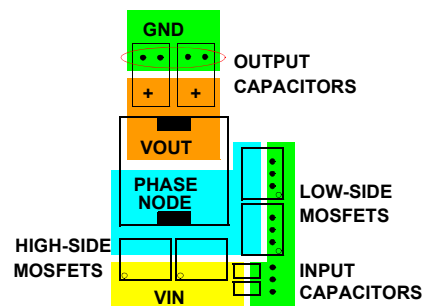 GND
OUTPUT
CAPACITORS
+ +
VOUT
PHASE
NODE
LOW-SIDE
MOSFETS
HIGH-SIDE
MOSFETS
INPUT
CAPACITORS
VIN